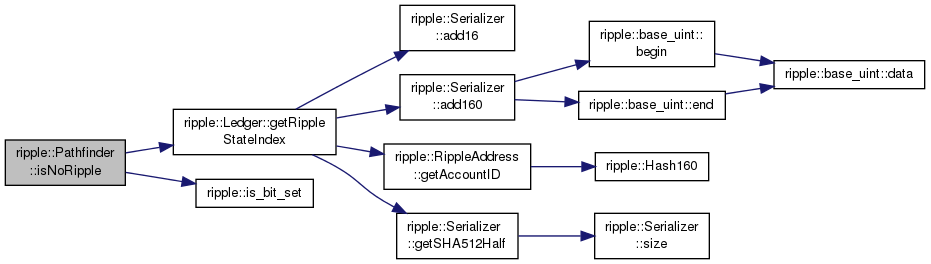 ripple::Pathfinder
::isNoRipple
ripple::Ledger::getRipple
StateIndex
ripple::is_bit_set
ripple::Serializer
::add16
ripple::Serializer
::add160
ripple::RippleAddress
::getAccountID
ripple::Serializer
::getSHA512Half
ripple::base_uint::
begin
ripple::base_uint::end
ripple::Hash160
ripple::Serializer
::size
ripple::base_uint::data